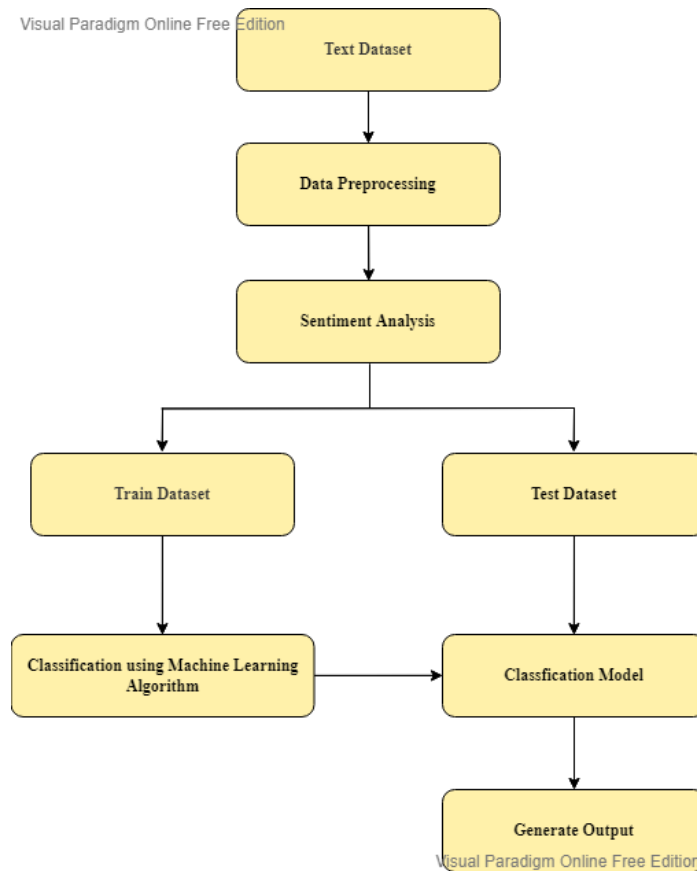 Visual Paradigm Online Free Edition
Text Dataset
Data Preprocessing
Sentiment Analysis
Train Dataset
Test Dataset
Classification using Machine Learning
Algorithm
Classfication Model
Generate Output
Visual Paradigm Online Free Edition